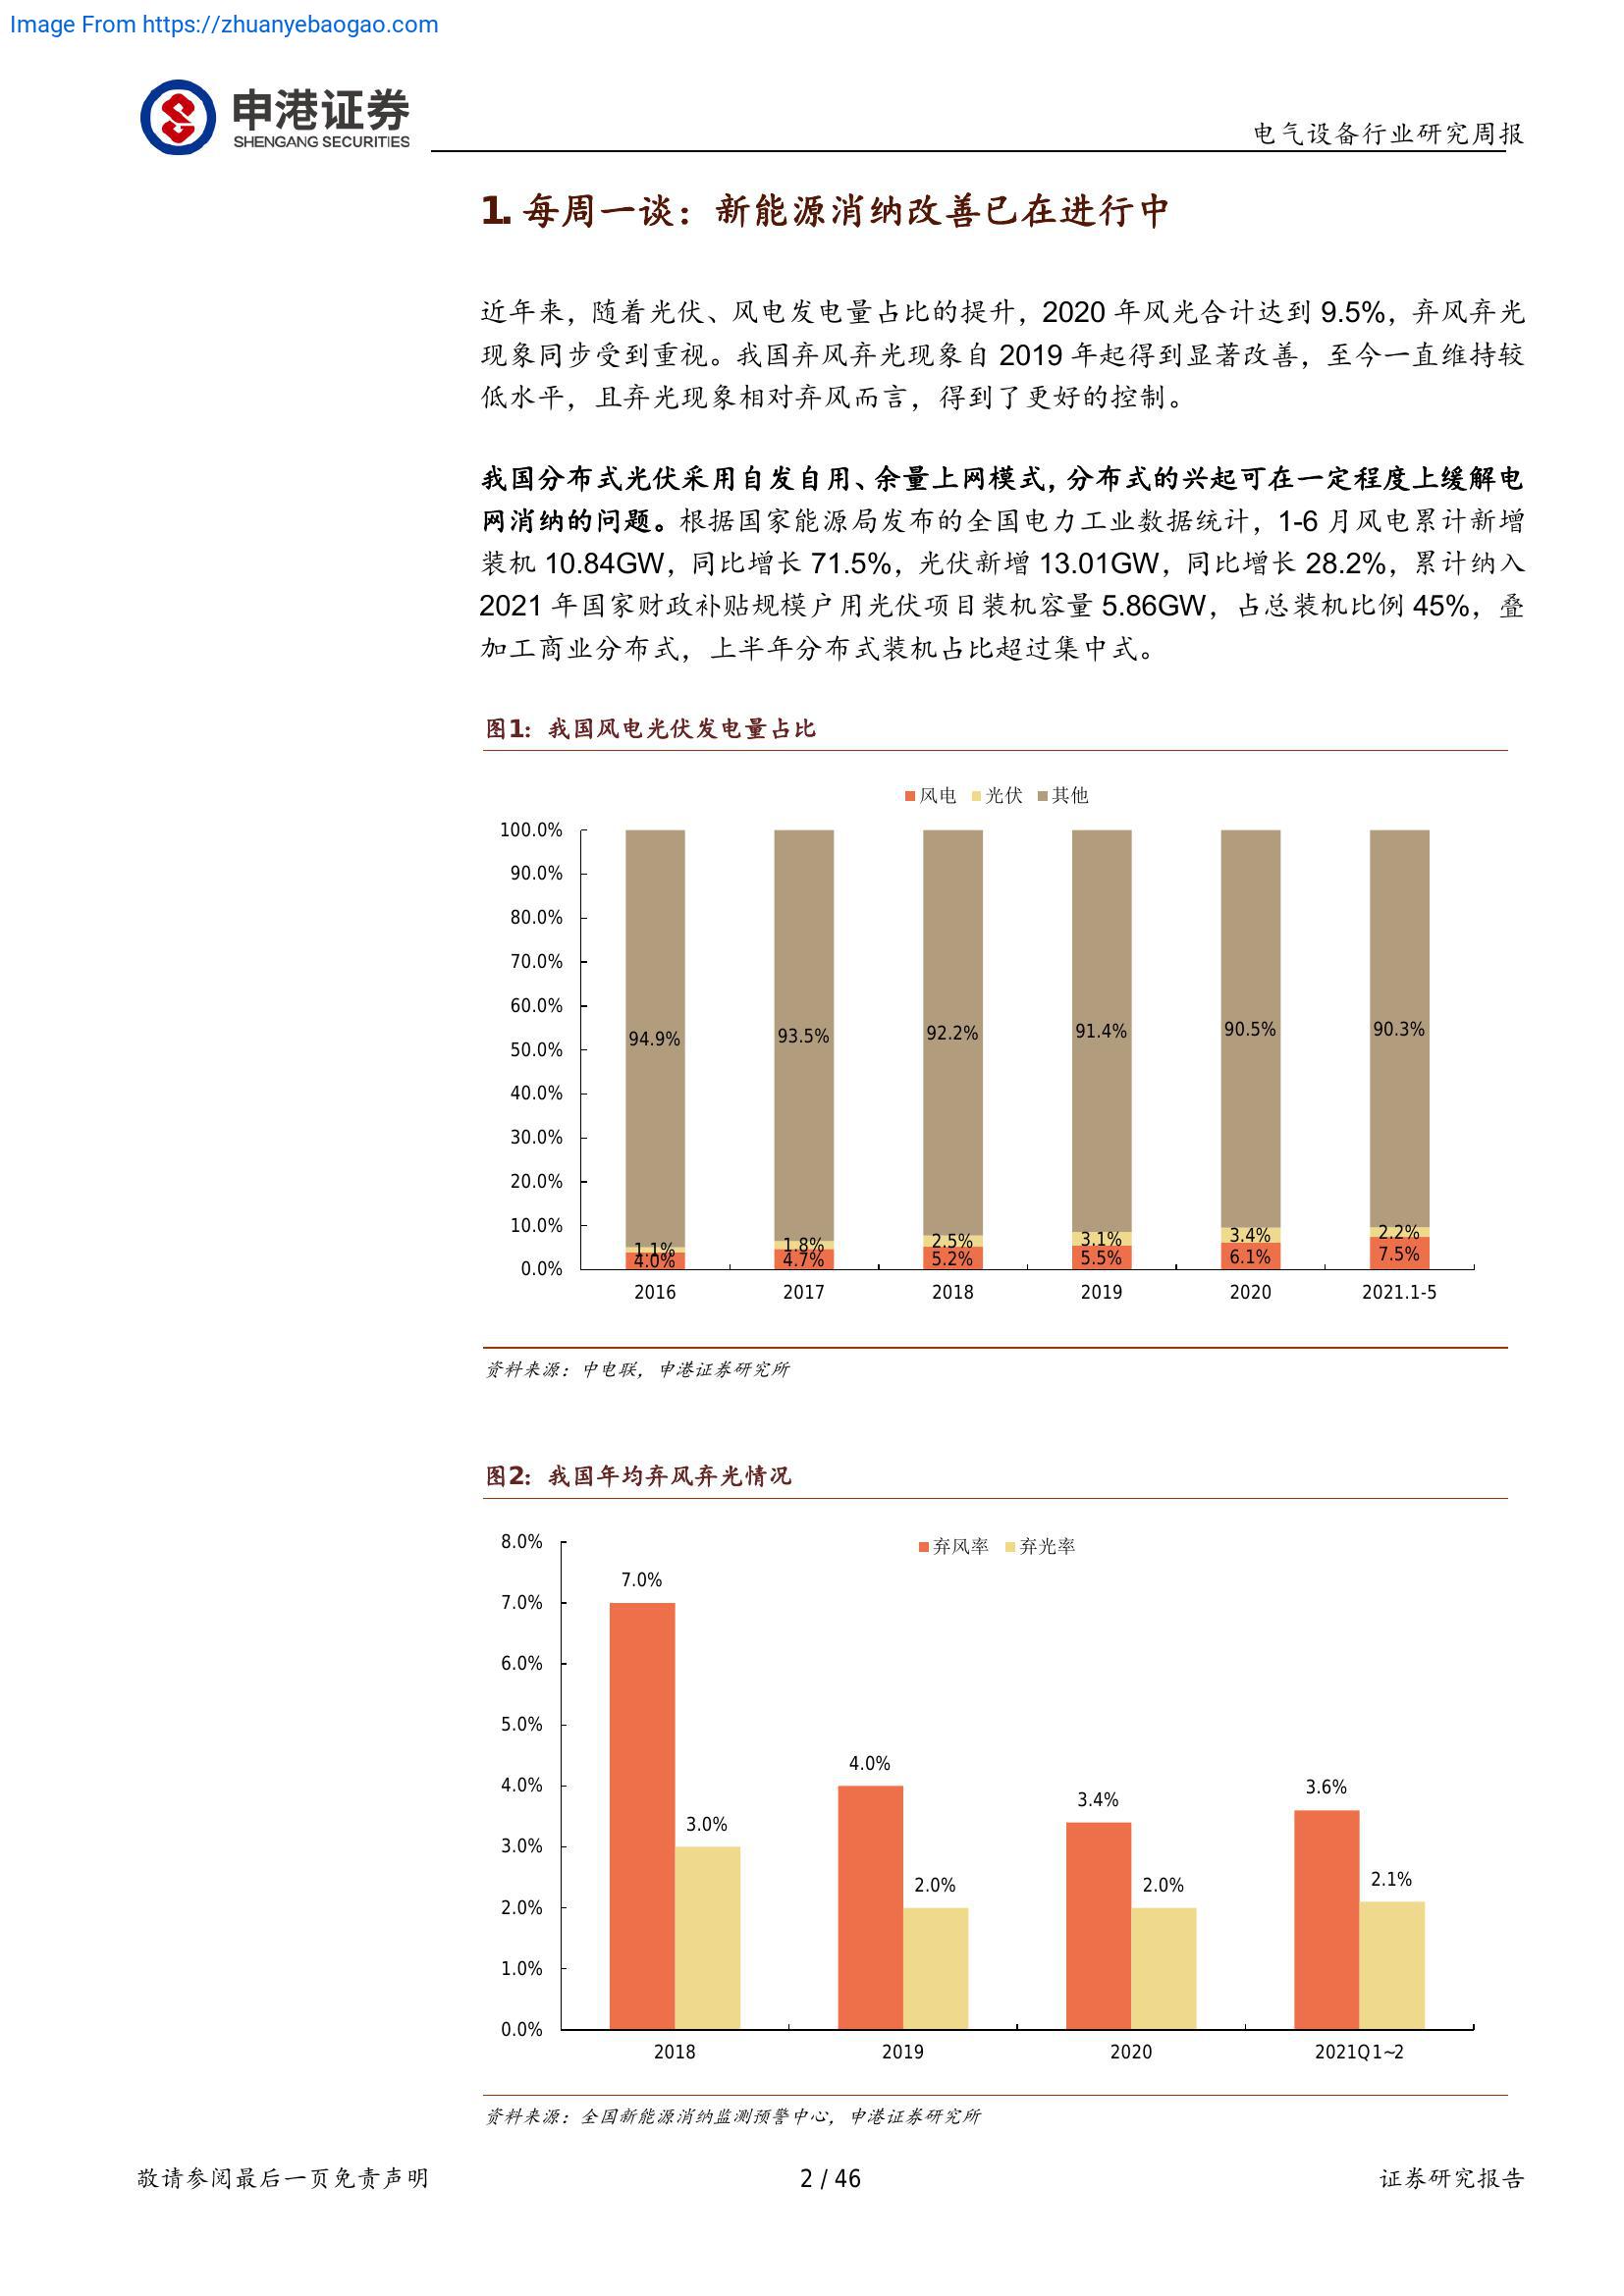 Image From https://zhuanyebaogao.com
申港证券
SHENGANG SECURITIES
电气设备行业研究周报
1. 每周一谈：新能源消纳改善已在进行中
近年来，随着光伏、风电发电量占比的提升，2020 年风光合计达到 9.5%，弃风弃光
现象同步受到重视。我国弃风弃光现象自 2019 年起得到显著改善，至今一直维持较
低水平，且弃光现象相对弃风而言，得到了更好的控制。
我国分布式光伏采用自发自用、余量上网模式，分布式的兴起可在一定程度上缓解电
网消纳的问题。根据国家能源局发布的全国电力工业数据统计，1-6 月风电累计新增
装机 10.84GW，同比增长 71.5%，光伏新增 13.01GW，同比增长 28.2%，累计纳入
2021 年国家财政补贴规模户用光伏项目装机容量 5.86GW，占总装机比例 45%，叠
加工商业分布式，上半年分布式装机占比超过集中式。
图1：我国风电光伏发电量占比
风电 光伏 其他
100.0%
90.0%
80.0%
70.0%
60.0%
50.0%
40.0%
30.0%
20.0%
10.0%
0.0%
94.9% 93.5% 92.2% 91.4% 90.5% 90.3%
1.1% 1.8% 2.5% 3.1% 3.4% 2.2%
4.0% 4.7% 5.2% 5.5% 6.1% 7.5%
2016 2017 2018 2019 2020 2021.1-5
资料来源：中电联，申港证券研究所
图2：我国年均弃风弃光情况
弃风率 弃光率
8.0%
7.0%
6.0%
5.0%
4.0%
3.0%
2.0%
1.0%
0.0%
7.0% 4.0% 3.4% 3.6%
3.0% 2.0% 2.0% 2.1%
2018 2019 2020 2021Q1~2
资料来源：全国新能源消纳监测预警中心，申港证券研究所
敬请参阅最后一页免责声明 2 / 46 证券研究报告